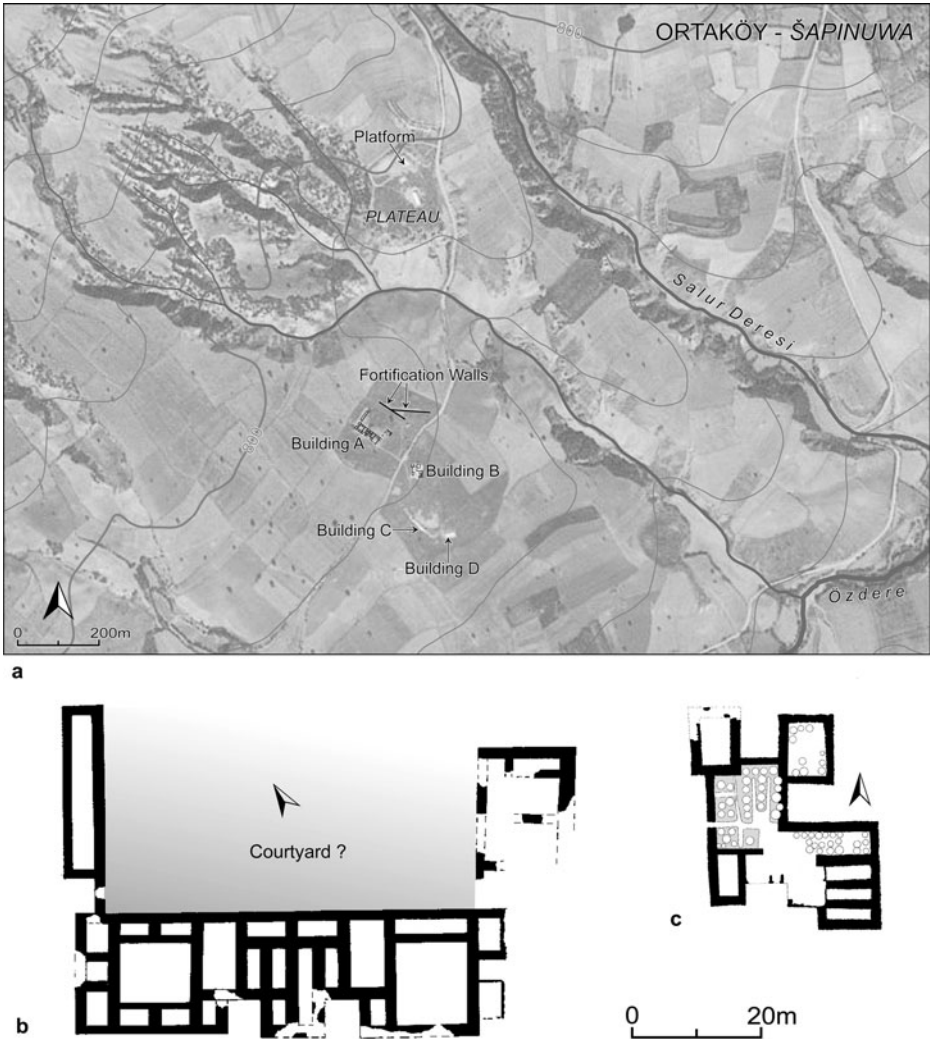 ORTAKÖY - ŠAPINUWA
800
Platform
PLATEAU
Salur Deresi
Fortification Walls
800
Building A
Building B
Building C
Building D
Özdere
0 200m
a
Courtyard ?
c
b
0 20m